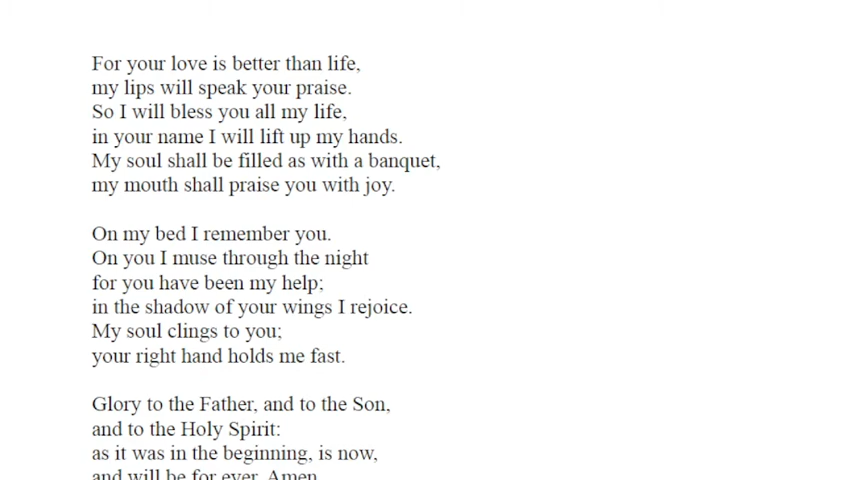 For your love is better than life,
my lips will speak your praise.
So I will bless you all my life,
in your name I will lift up my hands.
My soul shall be filled as with a banquet,
my mouth shall praise you with joy.
On my bed I remember you.
On you I muse through the night
for you have been my help;
in the shadow of your wings I rejoice.
My soul clings to you;
your right hand holds me fast.
Glory to the Father, and to the Son,
and to the Holy Spirit:
as it was in the beginning, is now,
and will be for ever. Amen.